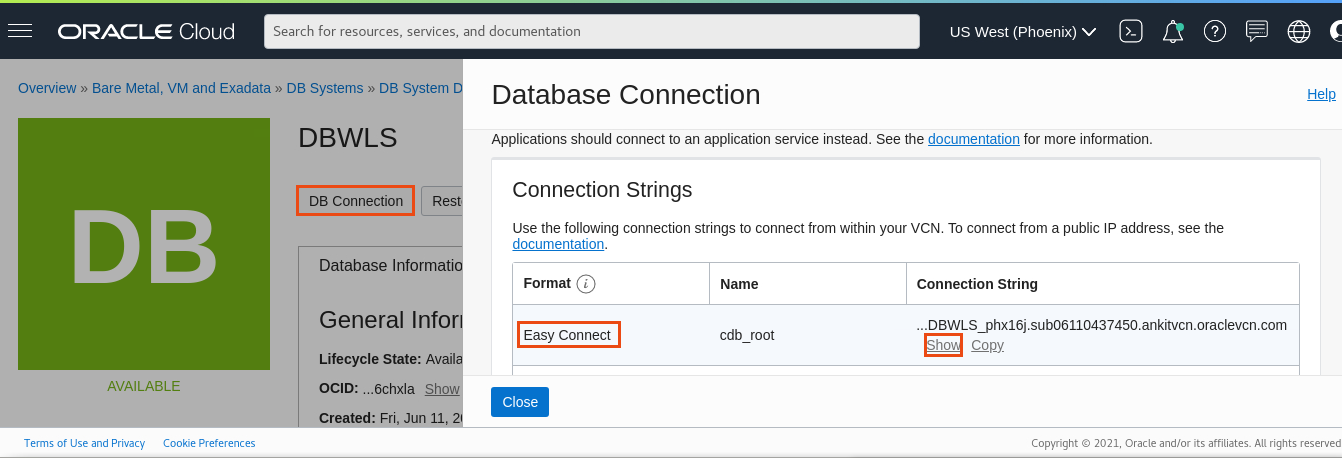 ORACLE Cloud
Search for resources, services, and documentation
US West (Phoenix)
Overview » Bare Metal, VM and Exadata » DB Systems » DB System D
DB
AVAILABLE
DBWLS
DB Connection
Rest
Database Informatio
General Inforr
Lifecycle State: Availa
OCID: ...6chxla Show
Created: Fri, Jun 11, 20
Database Connection
Help
Applications should connect to an application service instead. See the documentation for more information.
Connection Strings
Use the following connection strings to connect from within your VCN. To connect from a public IP address, see the
documentation.
Format i Name Connection String
Easy Connect cdb_root ...DBWLS_phx16j.sub06110437450.ankitvcn.oraclevcn.com
Show Copy
Close
Terms of Use and Privacy Cookie Preferences
Copyright © 2021, Oracle and/or its affiliates. All rights reserved